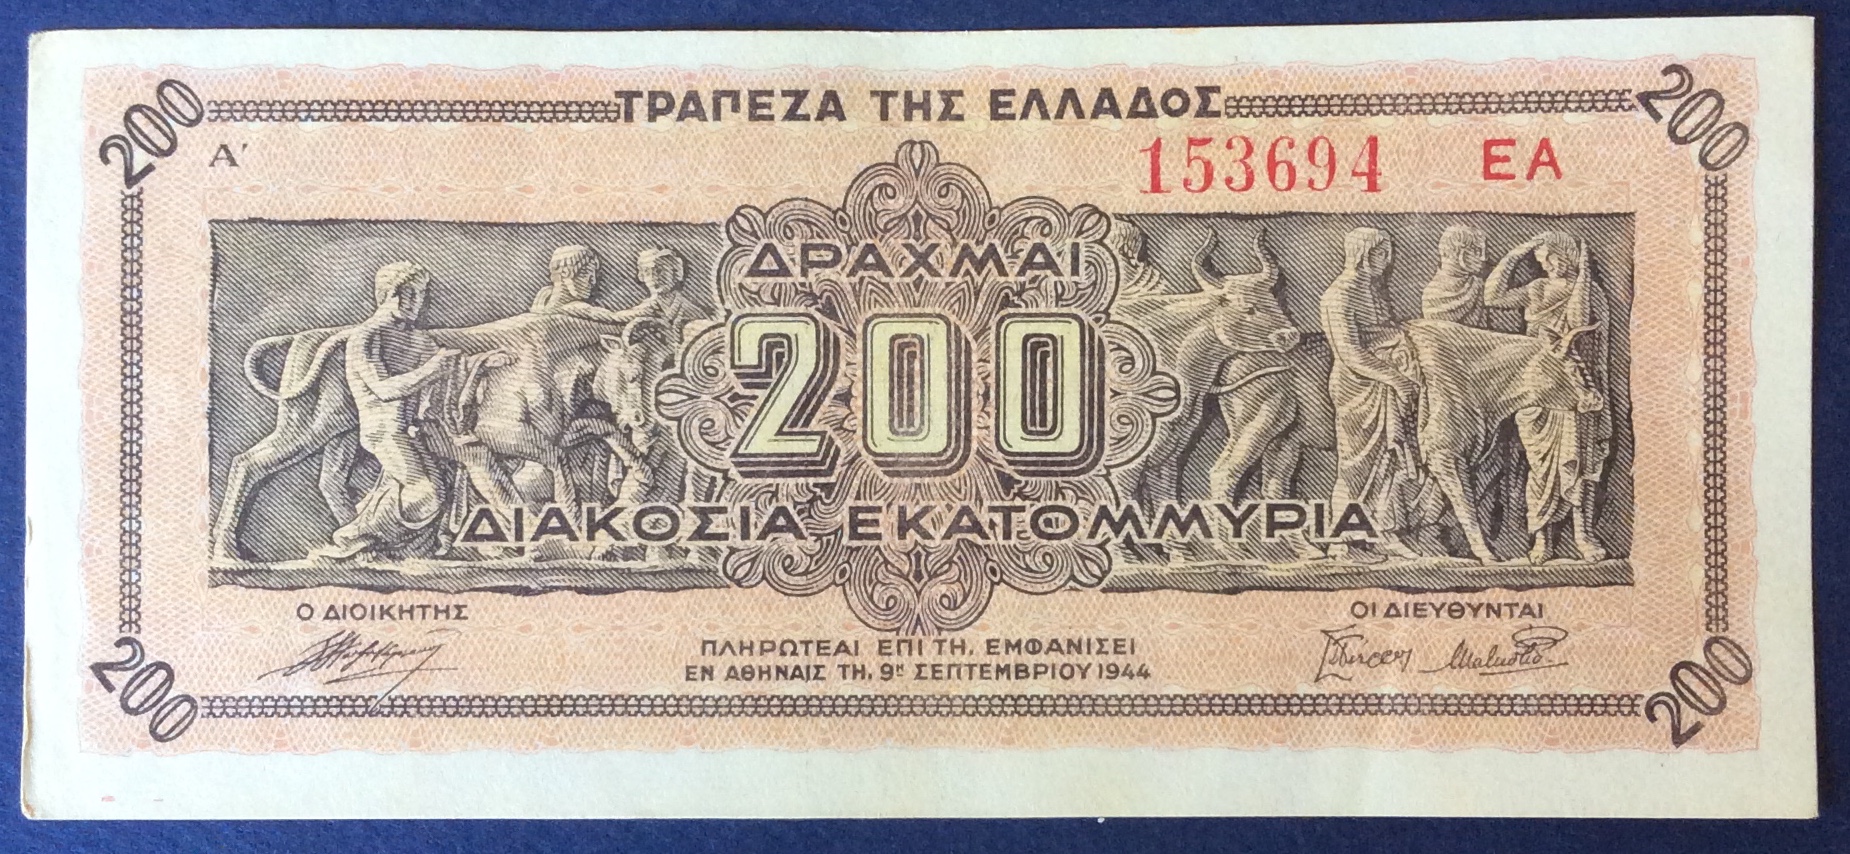 200 ΤΡΑΠΕΖΑ ΤΗΣ ΕΛΛΑΔΟΣ 200
Α' 153694 ΕΑ
ΔΡΑΧΜΑΙ
200
ΔΙΑΚΟΣΙΑ ΕΚΑΤΟΜΜΥΡΙΑ
Ο ΔΙΟΙΚΗΤΗΣ ΟΙ ΔΙΕΥΘΥΝΤΑΙ
ΠΛΗΡΩΤΕΑΙ ΕΠΙ ΤΗ, ΕΜΦΑΝΙΣΕΙ
ΕΝ ΑΘΗΝΑΙΣ ΤΗ, 9ῃ ΣΕΠΤΕΜΒΡΙΟΥ 1944
200 200